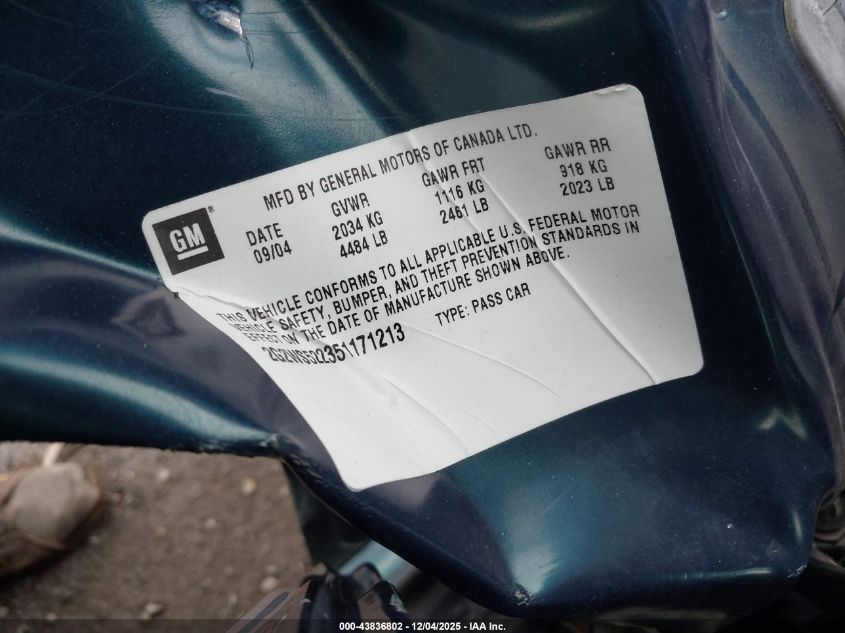 MFD BY GENERAL MOTORS OF CANADA LTD.
GM®
DATE GVWR GAWR FRT GAWR RR
09/04 2034 KG 1116 KG 918 KG
4484 LB 2461 LB 2023 LB
THIS VEHICLE CONFORMS TO ALL APPLICABLE U.S. FEDERAL MOTOR
VEHICLE SAFETY, BUMPER, AND THEFT PREVENTION STANDARDS IN
EFFECT ON THE DATE OF MANUFACTURE SHOWN ABOVE.
2G2WS522351171213 TYPE: PASS CAR
000-43836802 - 12/04/2025 - IAA Inc.